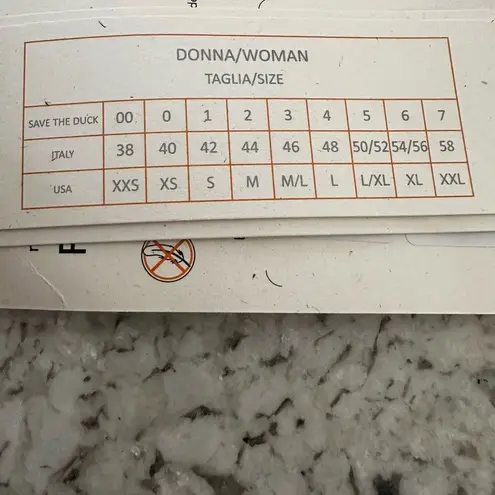 DONNA/WOMAN
TAGLIA/SIZE
SAVE THE DUCK 00 0 1 2 3 4 5 6 7
ITALY 38 40 42 44 46 48 50/52 54/56 58
USA XXS XS S M M/L L L/XL XL XXL